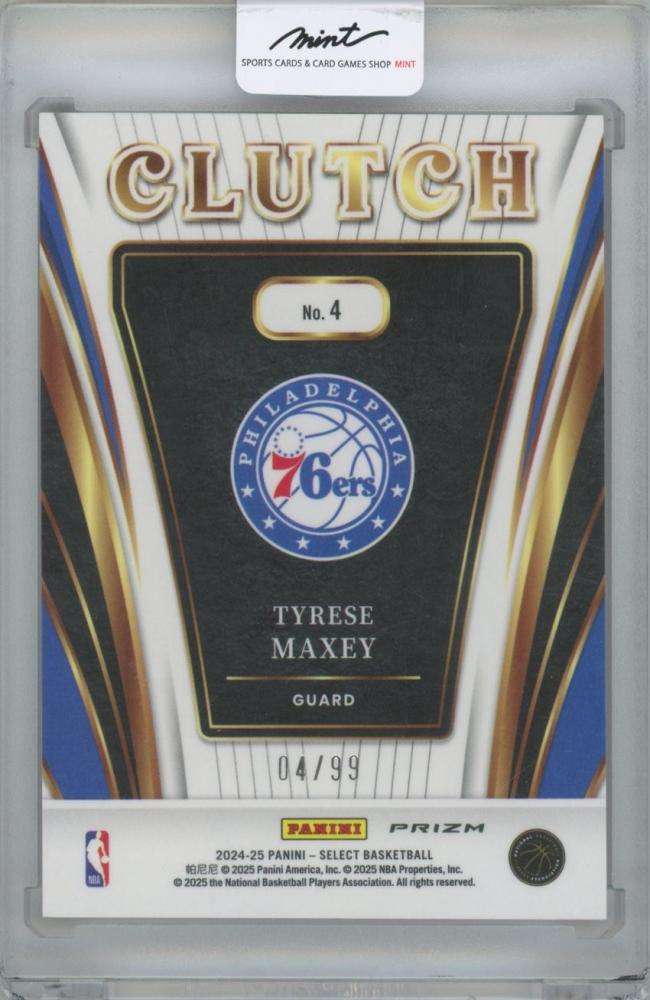 mint
SPORTS CARDS & CARD GAMES SHOP MINT
CLUTCH
No. 4
PHILADELPHIA
76ers
TYRESE
MAXEY
GUARD
04/99
PANINI PRIZM
2024-25 PANINI – SELECT BASKETBALL
帕尼尼 © 2025 Panini America, Inc. © 2025 NBA Properties, Inc.
© 2025 the National Basketball Players Association. All rights reserved.
NBA